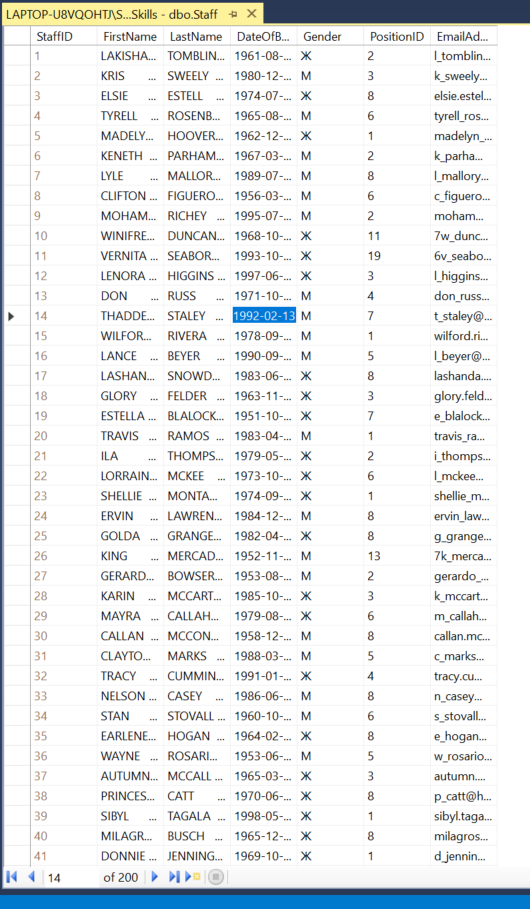 LAPTOP-U8VQOHTJ\S...Skills - dbo.Staff
StaffID FirstName LastName DateOfB... Gender PositionID EmailAd...
1 LAKISHA... TOMBLIN... 1961-08-... Ж 2 l_tomblin...
2 KRIS ... SWEELY ... 1980-12-... М 3 k_sweely...
3 ELSIE ... ESTELL ... 1974-07-... Ж 8 elsie.estel...
4 TYRELL ... ROSENB... 1965-08-... М 6 tyrell_ros...
5 MADELY... HOOVER... 1962-12-... Ж 1 madelyn_...
6 KENETH ... PARHAM... 1967-03-... М 2 k_parha...
7 LYLE ... MALLOR... 1989-07-... М 8 l_mallory...
8 CLIFTON ... FIGUERO... 1956-03-... М 6 c_figuero...
9 MOHAM... RICHEY ... 1995-07-... М 2 moham...
10 WINIFRE... DUNCAN... 1968-10-... Ж 11 7w_dunc...
11 VERNITA ... SEABOR... 1993-10-... Ж 19 6v_seabo...
12 LENORA ... HIGGINS ... 1997-06-... Ж 3 l_higgins...
13 DON ... RUSS ... 1971-10-... М 4 don_russ...
14 THADDE... STALEY ... 1992-02-13 М 7 t_staley@...
15 WILFOR... RIVERA ... 1978-09-... М 1 wilford.ri...
16 LANCE ... BEYER ... 1990-09-... М 5 l_beyer@...
17 LASHAN... SNOWD... 1983-06-... Ж 8 lashanda....
18 GLORY ... FELDER ... 1963-11-... Ж 3 glory.feld...
19 ESTELLA ... BLALOCK... 1951-10-... Ж 7 e_blalock...
20 TRAVIS ... RAMOS ... 1983-04-... М 1 travis_ra...
21 ILA ... THOMPS... 1979-05-... Ж 2 i_thomps...
22 LORRAIN... MCKEE ... 1973-10-... Ж 6 l_mckee...
23 SHELLIE ... MONTA... 1974-09-... Ж 1 shellie_m...
24 ERVIN ... LAWREN... 1984-12-... М 8 ervin_law...
25 GOLDA ... GRANGE... 1982-04-... Ж 8 g_grange...
26 KING ... MERCAD... 1952-11-... М 13 7k_merca...
27 GERARD... BOWSER... 1953-08-... М 2 gerardo_...
28 KARIN ... MCCART... 1985-10-... Ж 3 k_mccart...
29 MAYRA ... CALLAH... 1979-08-... Ж 6 m_callah...
30 CALLAN ... MCCON... 1958-12-... М 8 callan.mc...
31 CLAYTO... MARKS ... 1988-03-... М 5 c_marks...
32 TRACY ... CUMMIN... 1991-01-... Ж 4 tracy.cu...
33 NELSON ... CASEY ... 1986-06-... М 8 n_casey...
34 STAN ... STOVALL ... 1960-10-... М 6 s_stovall...
35 EARLENE... HOGAN ... 1964-02-... Ж 8 e_hogan...
36 WAYNE ... ROSARI... 1953-06-... М 5 w_rosario...
37 AUTUMN... MCCALL ... 1965-03-... Ж 3 autumn....
38 PRINCES... CATT ... 1970-06-... Ж 8 p_catt@h...
39 SIBYL ... TAGALA ... 1998-05-... Ж 1 sibyl.taga...
40 MILAGR... BUSCH ... 1965-12-... Ж 8 milagros...
41 DONNIE ... JENNING... 1969-10-... Ж 1 d_jennin...
14 of 200